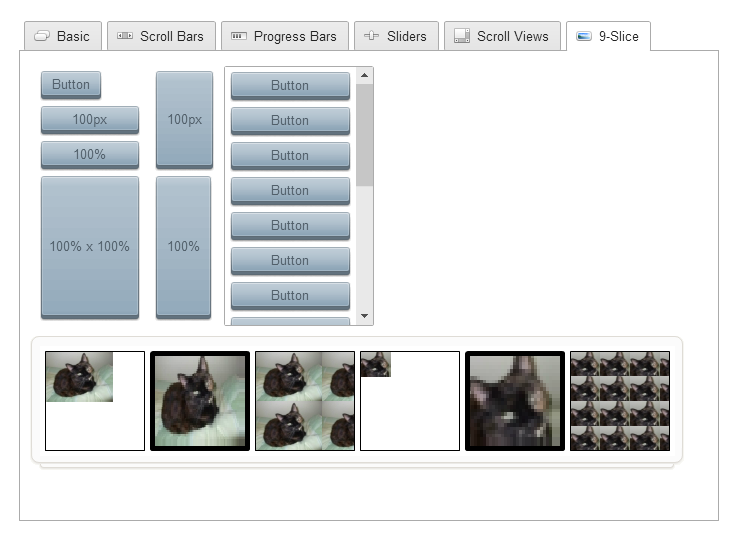 Basic
Scroll Bars
Progress Bars
Sliders
Scroll Views
9-Slice
Button
100px
100%
100% x 100%
100px
100%
Button
Button
Button
Button
Button
Button
Button